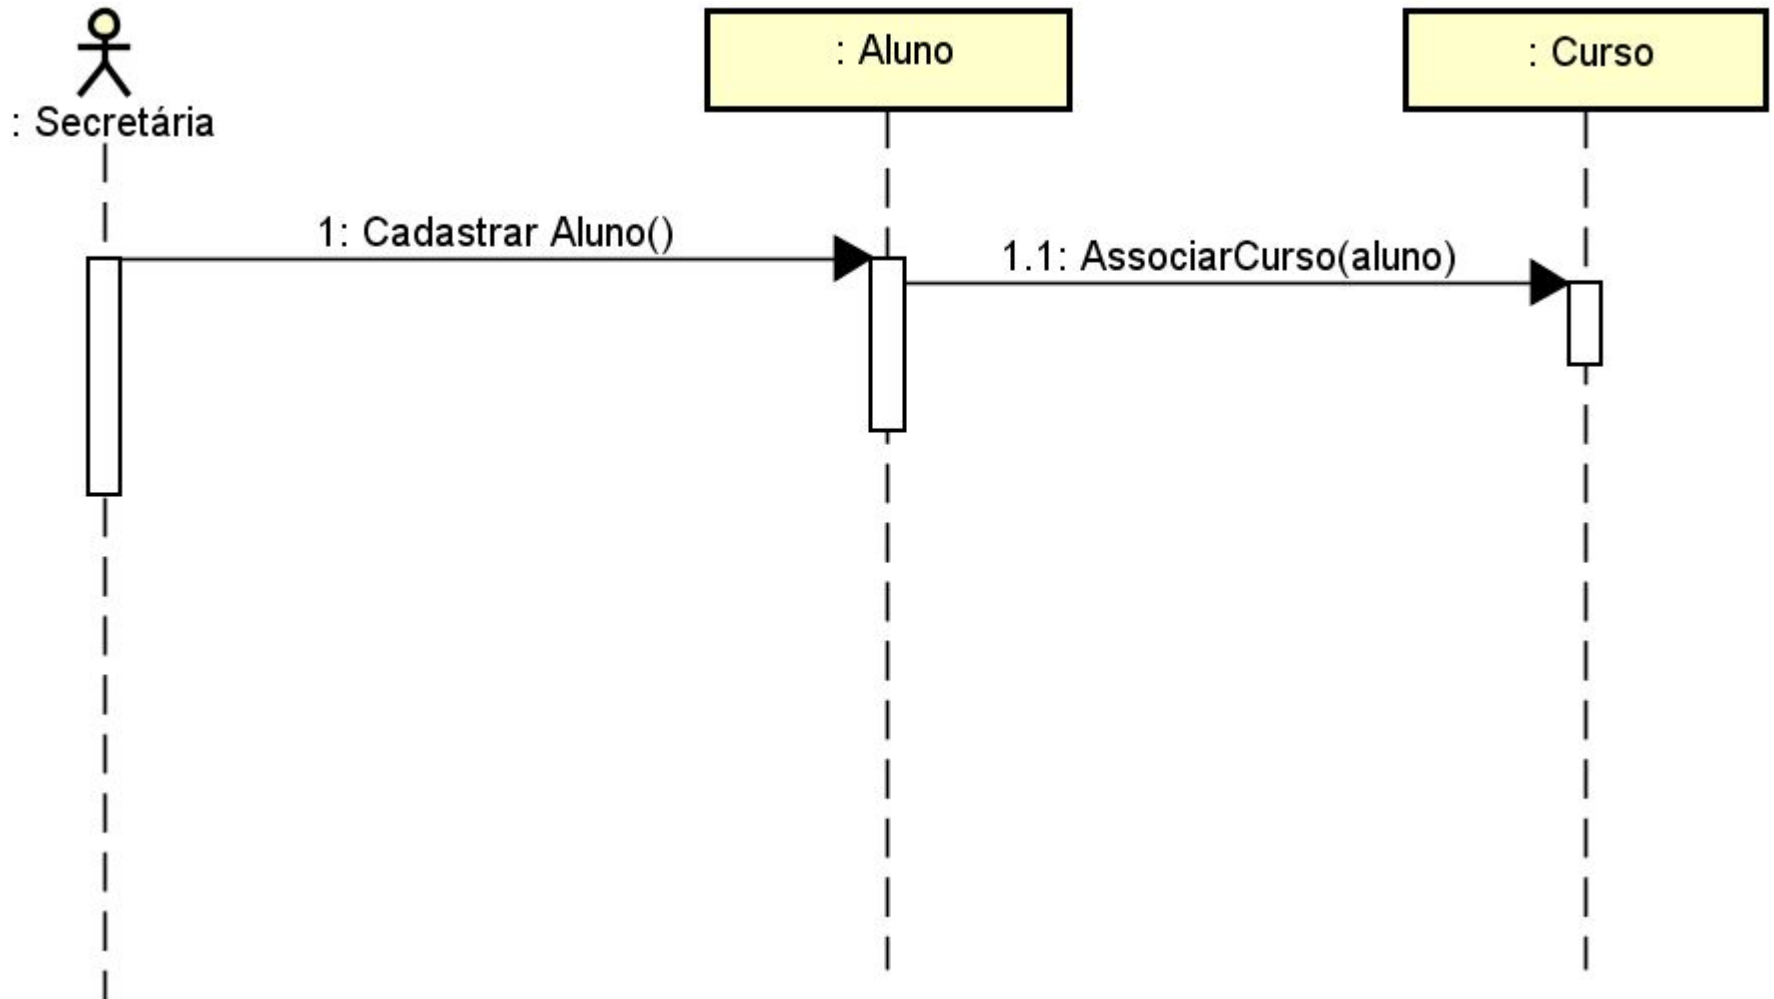 : Aluno
: Curso
: Secretária
1: Cadastrar Aluno()
1.1: AssociarCurso(aluno)